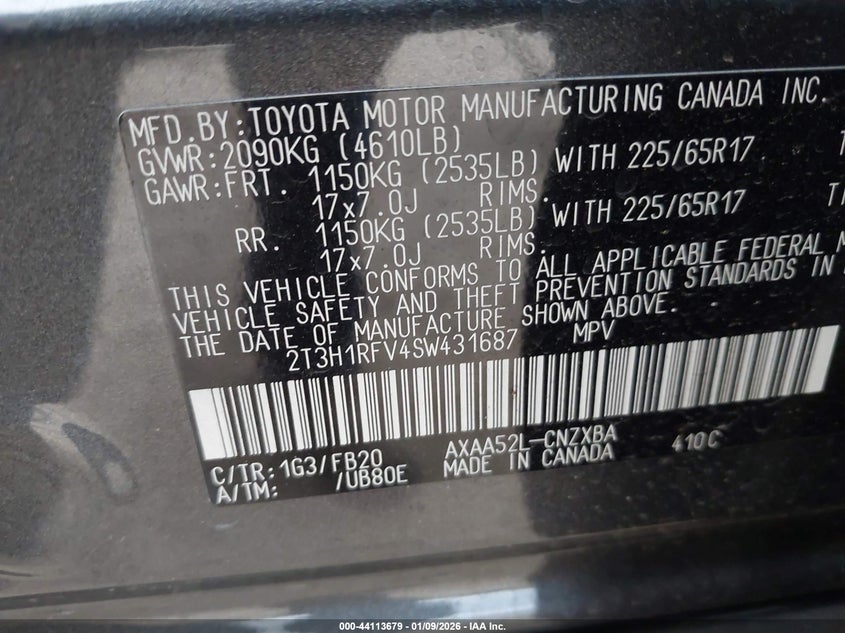 MFD.BY:TOYOTA MOTOR MANUFACTURING CANADA INC.
GVWR:2090KG (4610LB)
GAWR:FRT. 1150KG (2535LB) WITH 225/65R17
17x7.0J RIMS.
RR. 1150KG (2535LB) WITH 225/65R17
17x7.0J RIMS.
THIS VEHICLE CONFORMS TO ALL APPLICABLE FEDERAL
VEHICLE SAFETY AND THEFT PREVENTION STANDARDS IN
THE DATE OF MANUFACTURE SHOWN ABOVE.
2T3H1RFV4SW431687 MPV
C/TR:1G3/FB20 AXAA52L-CNZXBA 410C
A/TM: /UB80E MADE IN CANADA
000-44113679 | 01/09/2026 - IAA Inc.